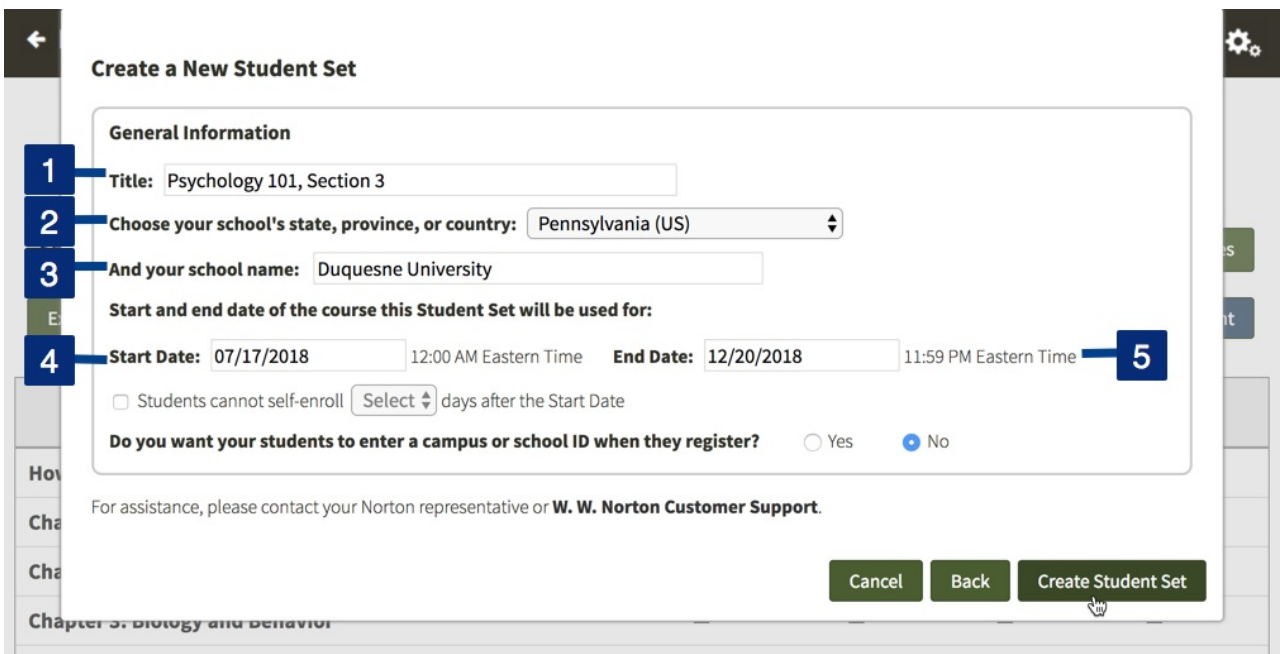 Create a New Student Set
General Information
1
Title: Psychology 101, Section 3
2
Choose your school's state, province, or country: Pennsylvania (US)
3
And your school name: Duquesne University
Start and end date of the course this Student Set will be used for:
4
Start Date: 07/17/2018 12:00 AM Eastern Time End Date: 12/20/2018 11:59 PM Eastern Time 5
Students cannot self-enroll Select days after the Start Date
Do you want your students to enter a campus or school ID when they register? Yes No
For assistance, please contact your Norton representative or W. W. Norton Customer Support.
Cancel Back Create Student Set
Chapter 3: Biology and Behavior